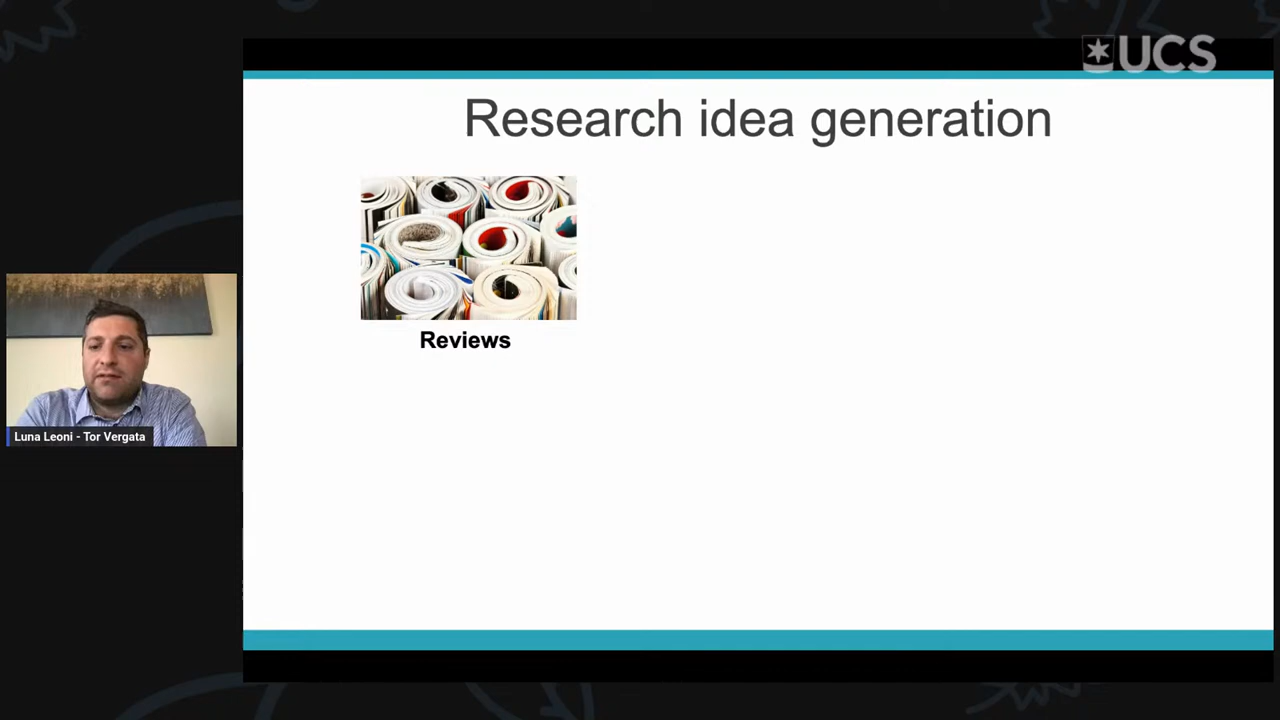 UCS
Research idea generation
Reviews
Luna Leoni - Tor Vergata